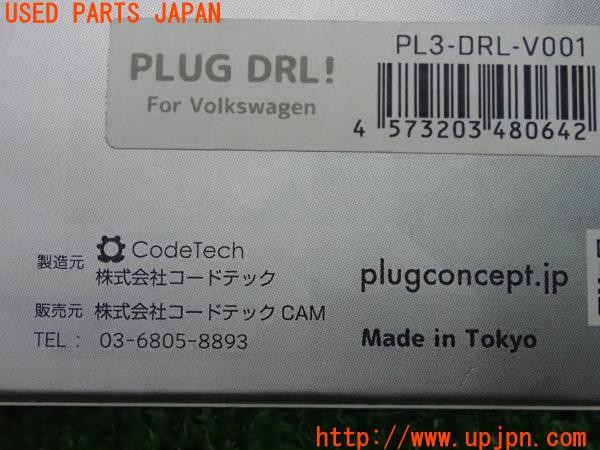 USED PARTS JAPAN
PLUG DRL!
For Volkswagen
PL3-DRL-V001
4 573203 480642
製造元 CodeTech
株式会社コードテック
販売元 株式会社コードテック CAM
TEL : 03-6805-8893
plugconcept.jp
Made in Tokyo
http://www.upjpn.com/